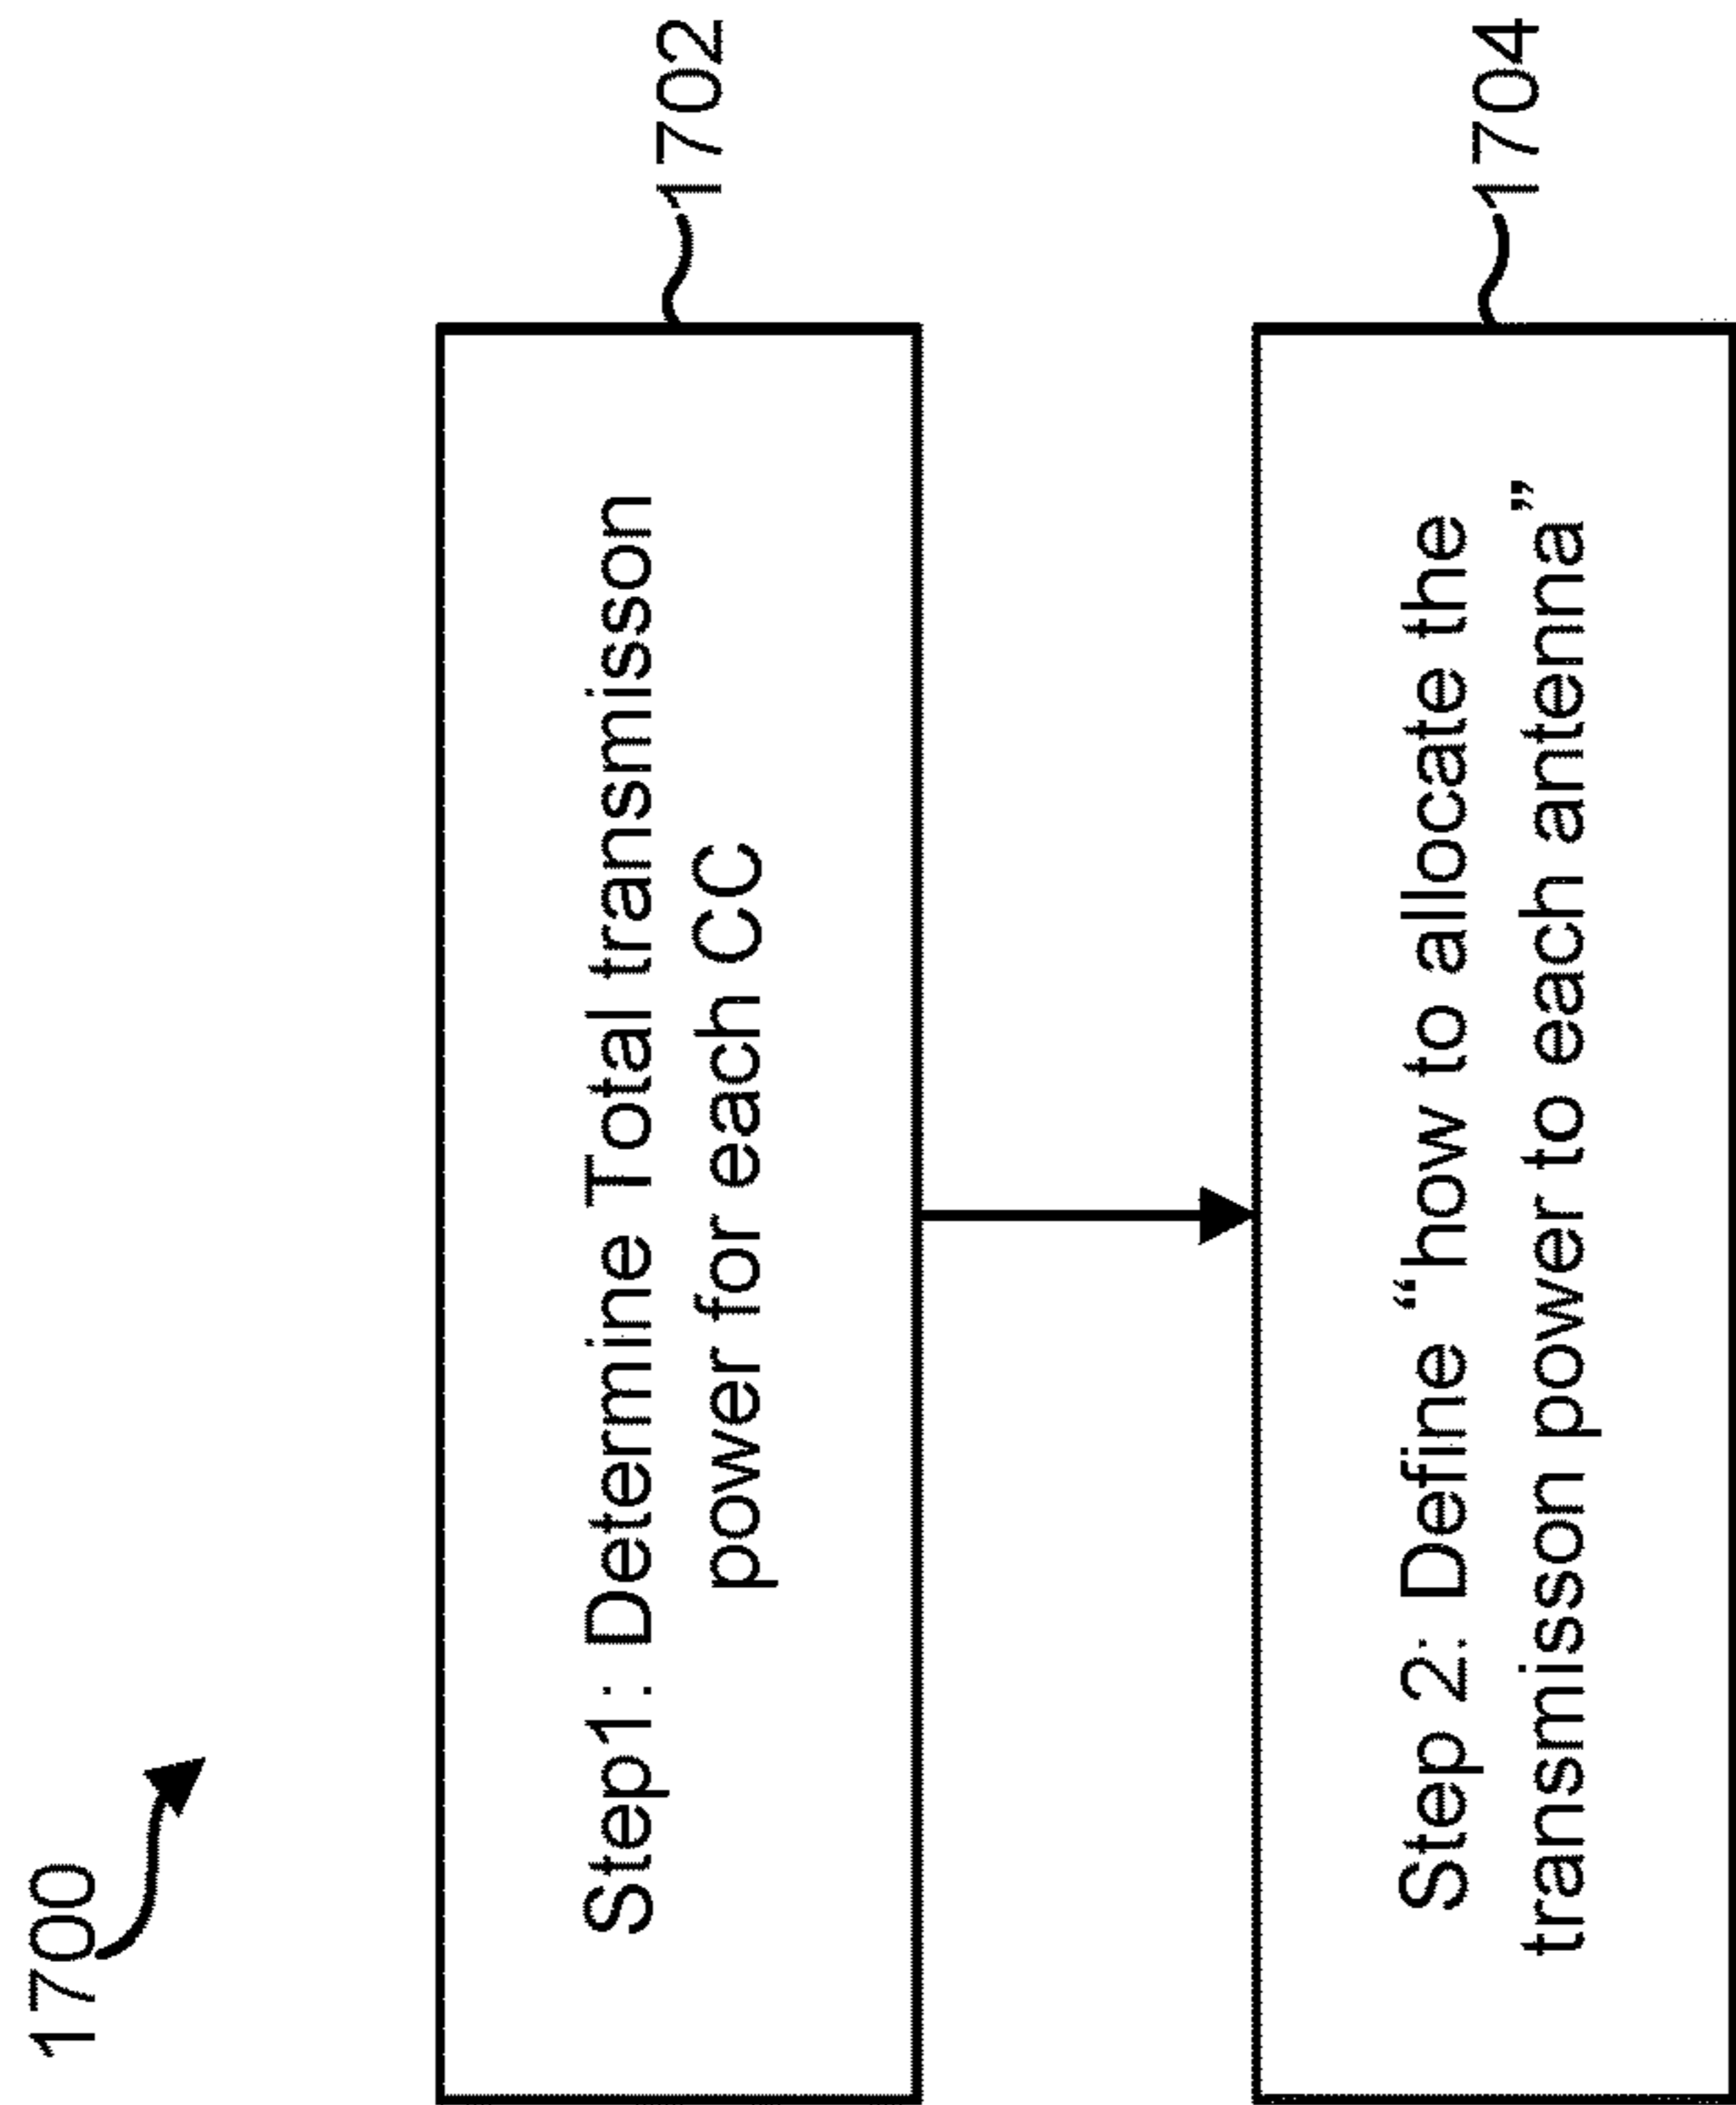 1700
Step1: Determine Total transmisson
power for each CC
1702
Step 2: Define “how to allocate the
transmisson power to each antenna”
1704